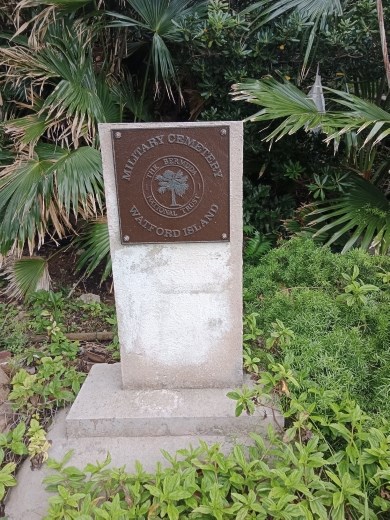 MILITARY CEMETERY
THE BERMUDA
NATIONAL TRUST
WATFORD ISLAND